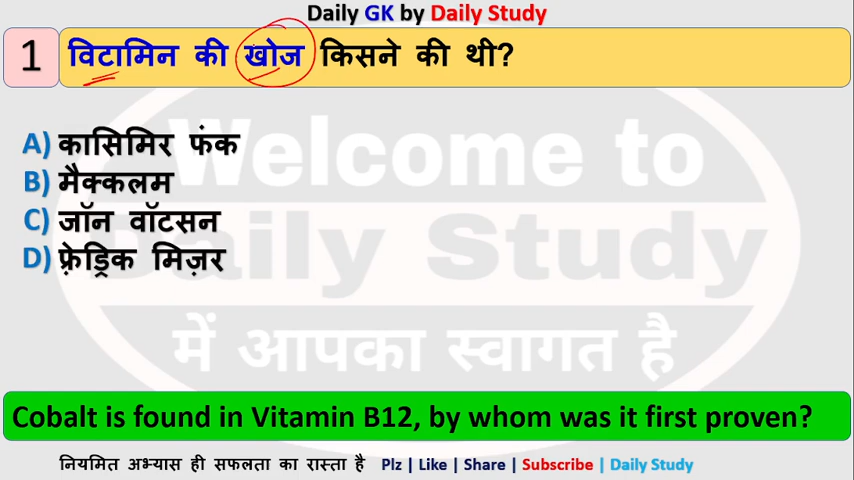 Daily GK by Daily Study
1 विटामिन की खोज किसने की थी?
Welcome to
Daily Study
में आपका स्वागत है
A) कासिमिर फंक
B) मैक्कलम
C) जॉन वॉटसन
D) फ़्रेड्रिक मिज़र
Cobalt is found in Vitamin B12, by whom was it first proven?
नियमित अभ्यास ही सफलता का रास्ता है Plz | Like | Share | Subscribe | Daily Study